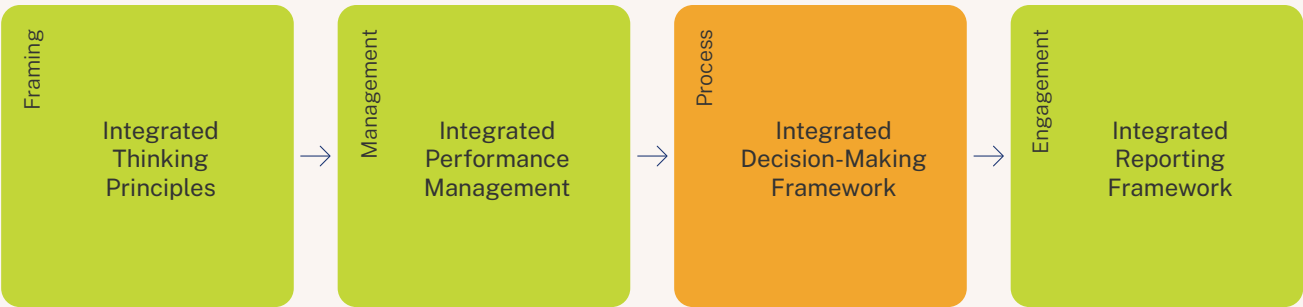 Framing
Integrated
Thinking
Principles
Management
Integrated
Performance
Management
Process
Integrated
Decision-Making
Framework
Engagement
Integrated
Reporting
Framework